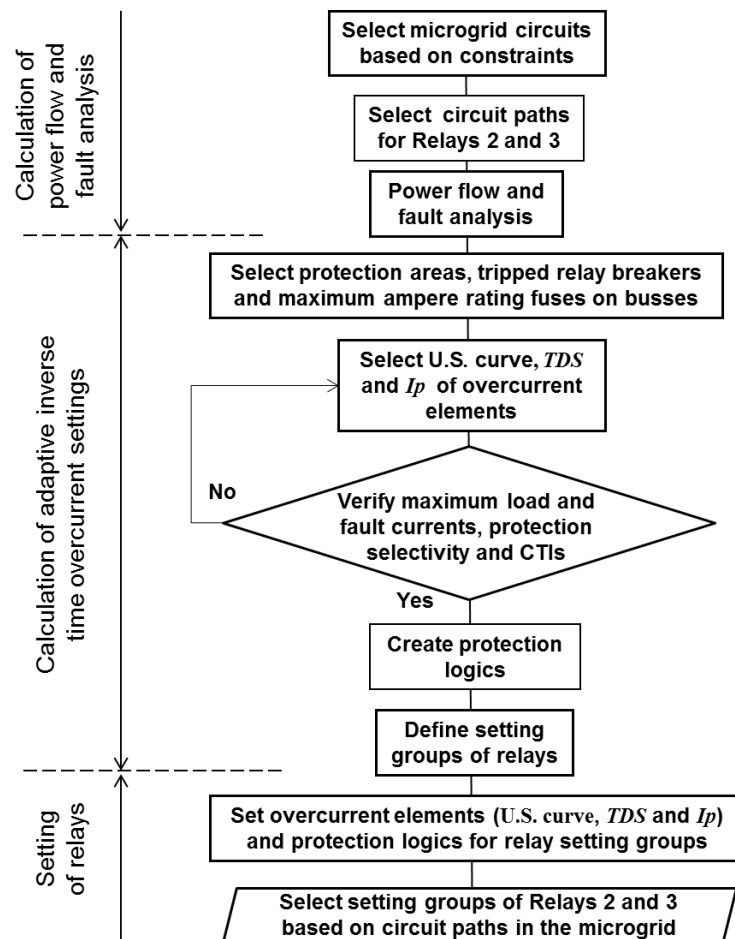 Calculation of
power flow and
fault analysis
Select microgrid circuits
based on constraints
Select circuit paths
for Relays 2 and 3
Power flow and
fault analysis
Calculation of adaptive inverse
time overcurrent settings
Select protection areas, tripped relay breakers
and maximum ampere rating fuses on busses
Select U.S. curve, TDS
and Ip of overcurrent
elements
No
Verify maximum load and
fault currents, protection
selectivity and CTIs
Yes
Create protection
logics
Define setting
groups of relays
Setting
of relays
Set overcurrent elements (U.S. curve, TDS and Ip)
and protection logics for relay setting groups
Select setting groups of Relays 2 and 3
based on circuit paths in the microgrid